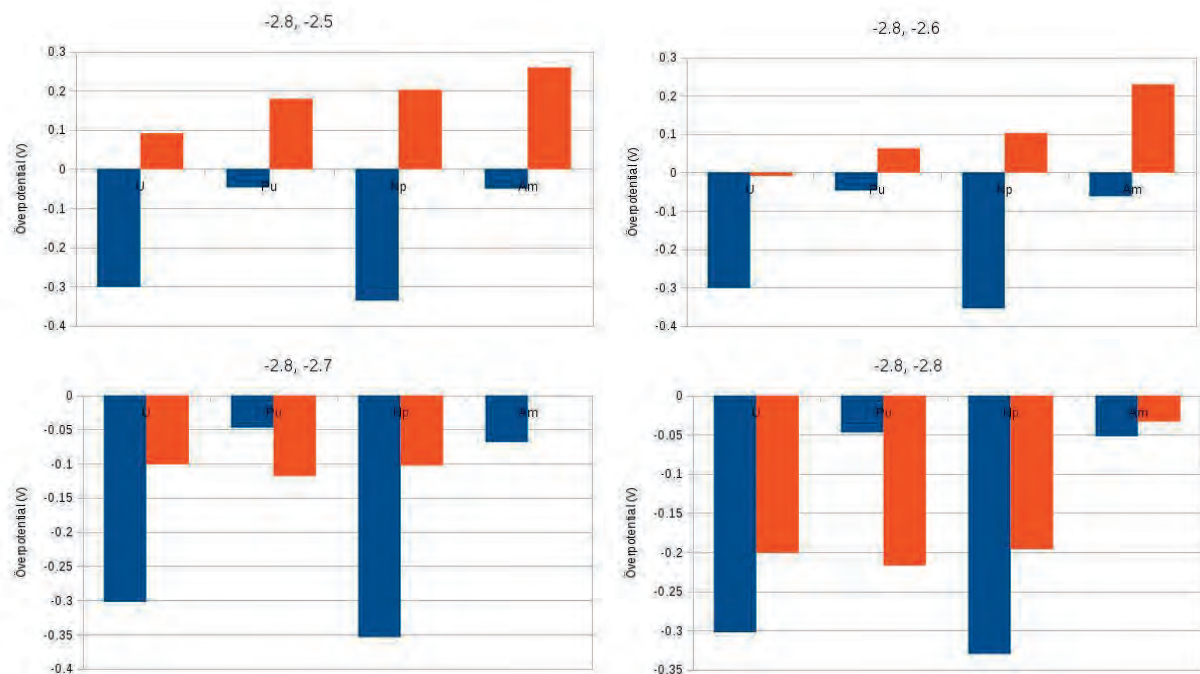 -2.8, -2.5
Överpotential (V)
0.3
0.2
0.1
0
-0.1
-0.2
-0.3
-0.4
U
Pu
Np
Am
-2.8, -2.6
Överpotential (V)
0.3
0.2
0.1
0
-0.1
-0.2
-0.3
-0.4
U
Pu
Np
Am
-2.8, -2.7
Överpotential (V)
0
-0.05
-0.1
-0.15
-0.2
-0.25
-0.3
-0.35
-0.4
U
Pu
Np
Am
-2.8, -2.8
Överpotential (V)
0
-0.05
-0.1
-0.15
-0.2
-0.25
-0.3
-0.35
U
Pu
Np
Am